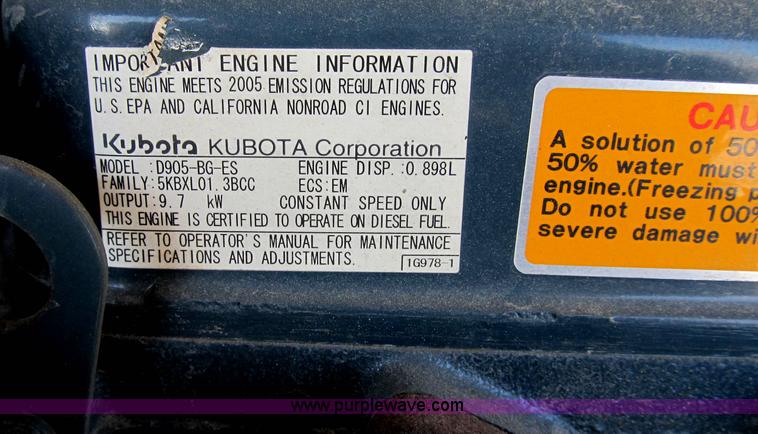 IMPORTANT ENGINE INFORMATION
THIS ENGINE MEETS 2005 EMISSION REGULATIONS FOR
U.S. EPA AND CALIFORNIA NONROAD CI ENGINES.
Kubota KUBOTA Corporation
MODEL :D905-BG-ES ENGINE DISP.:0.898L
FAMILY:5KBXL01.3BCC ECS:EM
OUTPUT:9.7 kW CONSTANT SPEED ONLY
THIS ENGINE IS CERTIFIED TO OPERATE ON DIESEL FUEL.
REFER TO OPERATOR'S MANUAL FOR MAINTENANCE
SPECIFICATIONS AND ADJUSTMENTS.
1G978-1
CAU
A solution of 50
50% water must
engine.(Freezing p
Do not use 100%
severe damage wi
www.purplewave.com